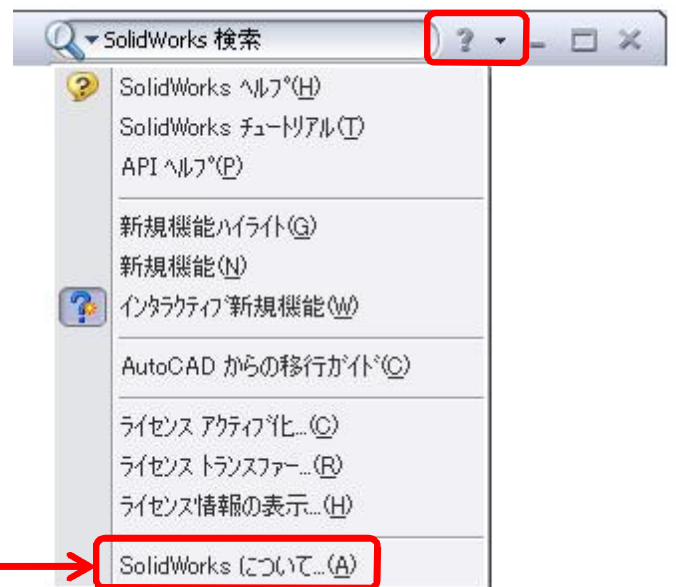 SolidWorks 検索
SolidWorks ヘルプ(H)
SolidWorks チュートリアル(T)
API ヘルプ(P)
新規機能ハイライト(G)
新規機能(N)
インタラクティブ新規機能(W)
AutoCAD からの移行ガイド(C)
ライセンス アクティブ化...(C)
ライセンス トランスファー...(R)
ライセンス情報の表示...(H)
SolidWorks について...(A)